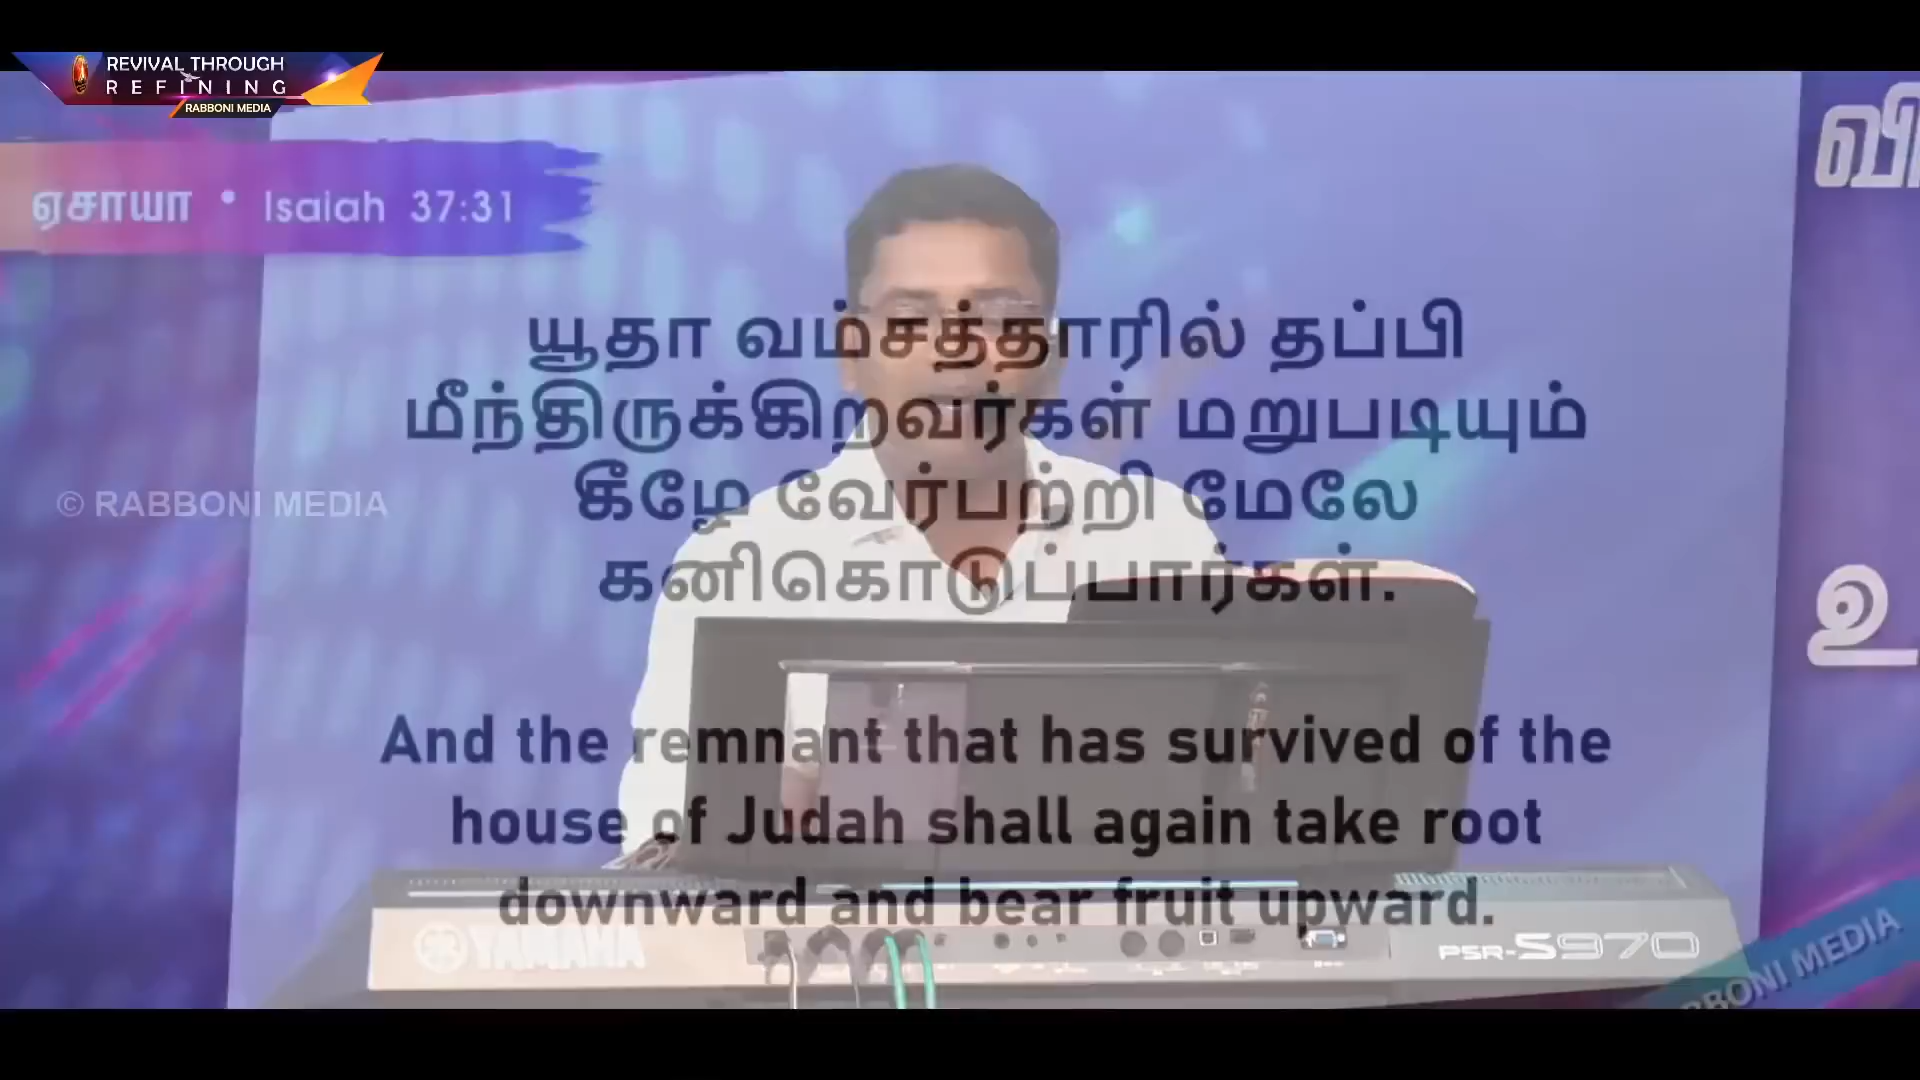 REVIVAL THROUGH
REFINING
RABBONI MEDIA
ஏசாயா • Isaiah 37:31
வி
© RABBONI MEDIA
யூதா வம்சத்தாரில் தப்பி
மீந்திருக்கிறவர்கள் மறுபடியும்
கீழே வேர்பற்றி மேலே
கனிகொடுப்பார்கள்.
உ
And the remnant that has survived of the
house of Judah shall again take root
downward and bear fruit upward.
YAMAHA
PSR-S970
BBONI MEDIA